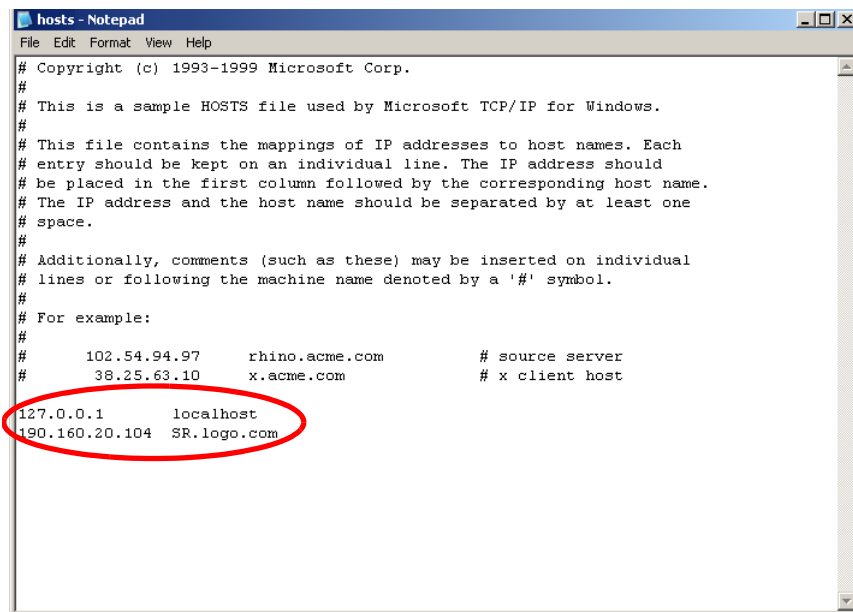 hosts - Notepad
File Edit Format View Help
# Copyright (c) 1993-1999 Microsoft Corp.
#
# This is a sample HOSTS file used by Microsoft TCP/IP for Windows.
#
# This file contains the mappings of IP addresses to host names. Each
# entry should be kept on an individual line. The IP address should
# be placed in the first column followed by the corresponding host name.
# The IP address and the host name should be separated by at least one
# space.
#
# Additionally, comments (such as these) may be inserted on individual
# lines or following the machine name denoted by a '#' symbol.
#
# For example:
#
#      102.54.94.97     rhino.acme.com          # source server
#       38.25.63.10     x.acme.com              # x client host
127.0.0.1       localhost
190.160.20.104  SR.logo.com